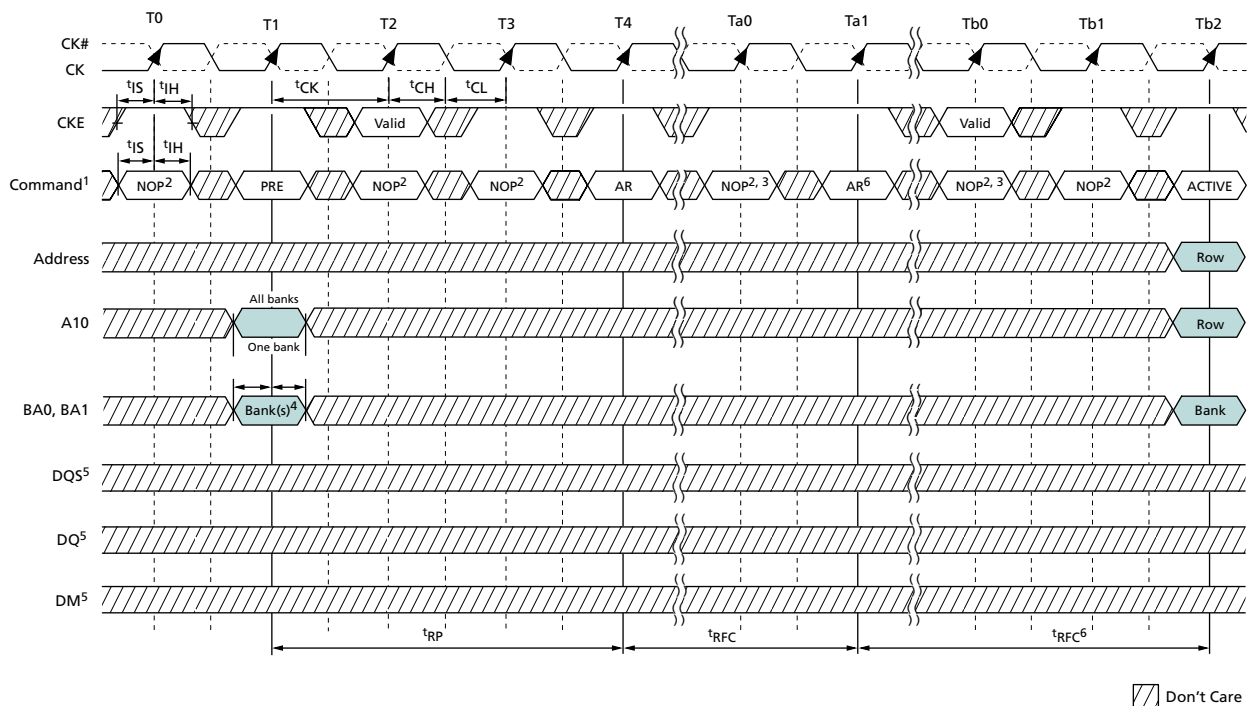 T0 T1 T2 T3 T4 Ta0 Ta1 Tb0 Tb1 Tb2
CK#
CK
tIS tIH tCK tCH tCL
CKE Valid Valid
tIS tIH
Command1 NOP2 PRE NOP2 NOP2 AR NOP2, 3 AR6 NOP2, 3 NOP2 ACTIVE
Address Row
All banks
A10 Row
One bank
BA0, BA1 Bank(s)4 Bank
DQS5
DQ5
DM5
tRP tRFC tRFC6
Don't Care